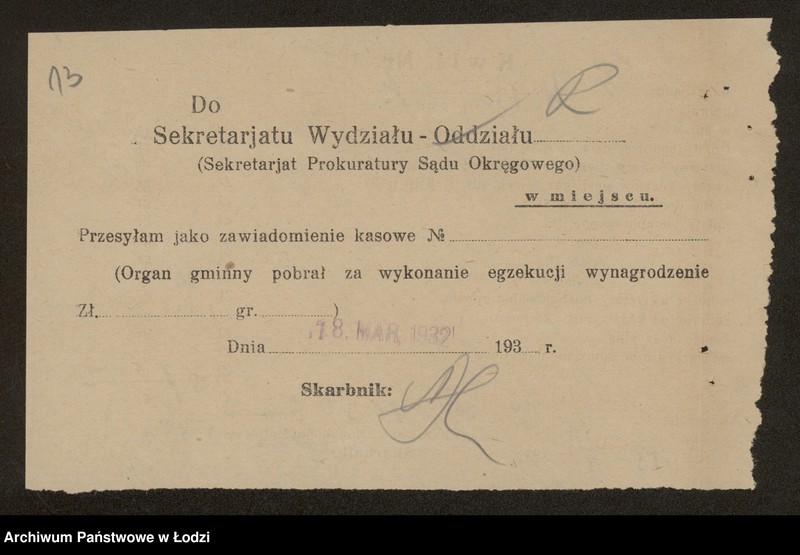 13
Do R
Sekretarjatu Wydziału - Oddziału
(Sekretarjat Prokuratury Sądu Okręgowego)
w miejscu.
Przesyłam jako zawiadomienie kasowe №
(Organ gminny pobrał za wykonanie egzekucji wynagrodzenie
Zł. gr. )
18. MAR. 1932
Dnia 193 r.
Skarbnik:
Archiwum Państwowe w Łodzi